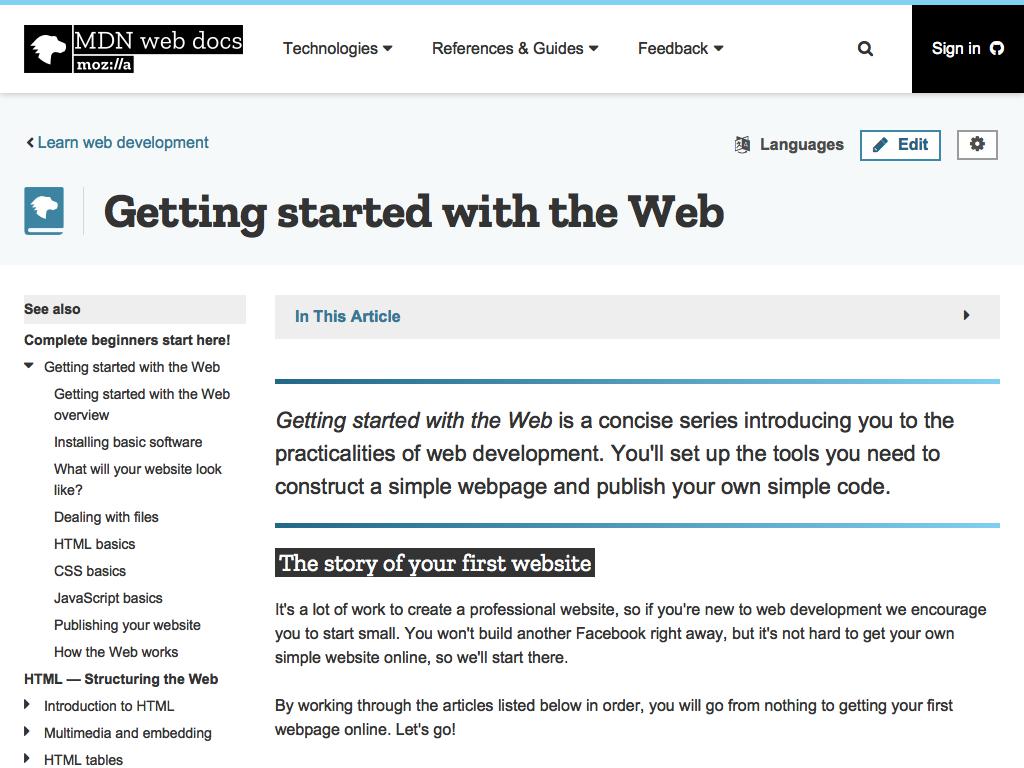 MDN web docs
moz://a
Technologies
References & Guides
Feedback
Sign in
Learn web development
Languages
Edit
Getting started with the Web
See also
Complete beginners start here!
Getting started with the Web
Getting started with the Web
overview
Installing basic software
What will your website look
like?
Dealing with files
HTML basics
CSS basics
JavaScript basics
Publishing your website
How the Web works
HTML — Structuring the Web
Introduction to HTML
Multimedia and embedding
HTML tables
In This Article
Getting started with the Web is a concise series introducing you to the
practicalities of web development. You'll set up the tools you need to
construct a simple webpage and publish your own simple code.
The story of your first website
It's a lot of work to create a professional website, so if you're new to web development we encourage
you to start small. You won't build another Facebook right away, but it's not hard to get your own
simple website online, so we'll start there.
By working through the articles listed below in order, you will go from nothing to getting your first
webpage online. Let's go!